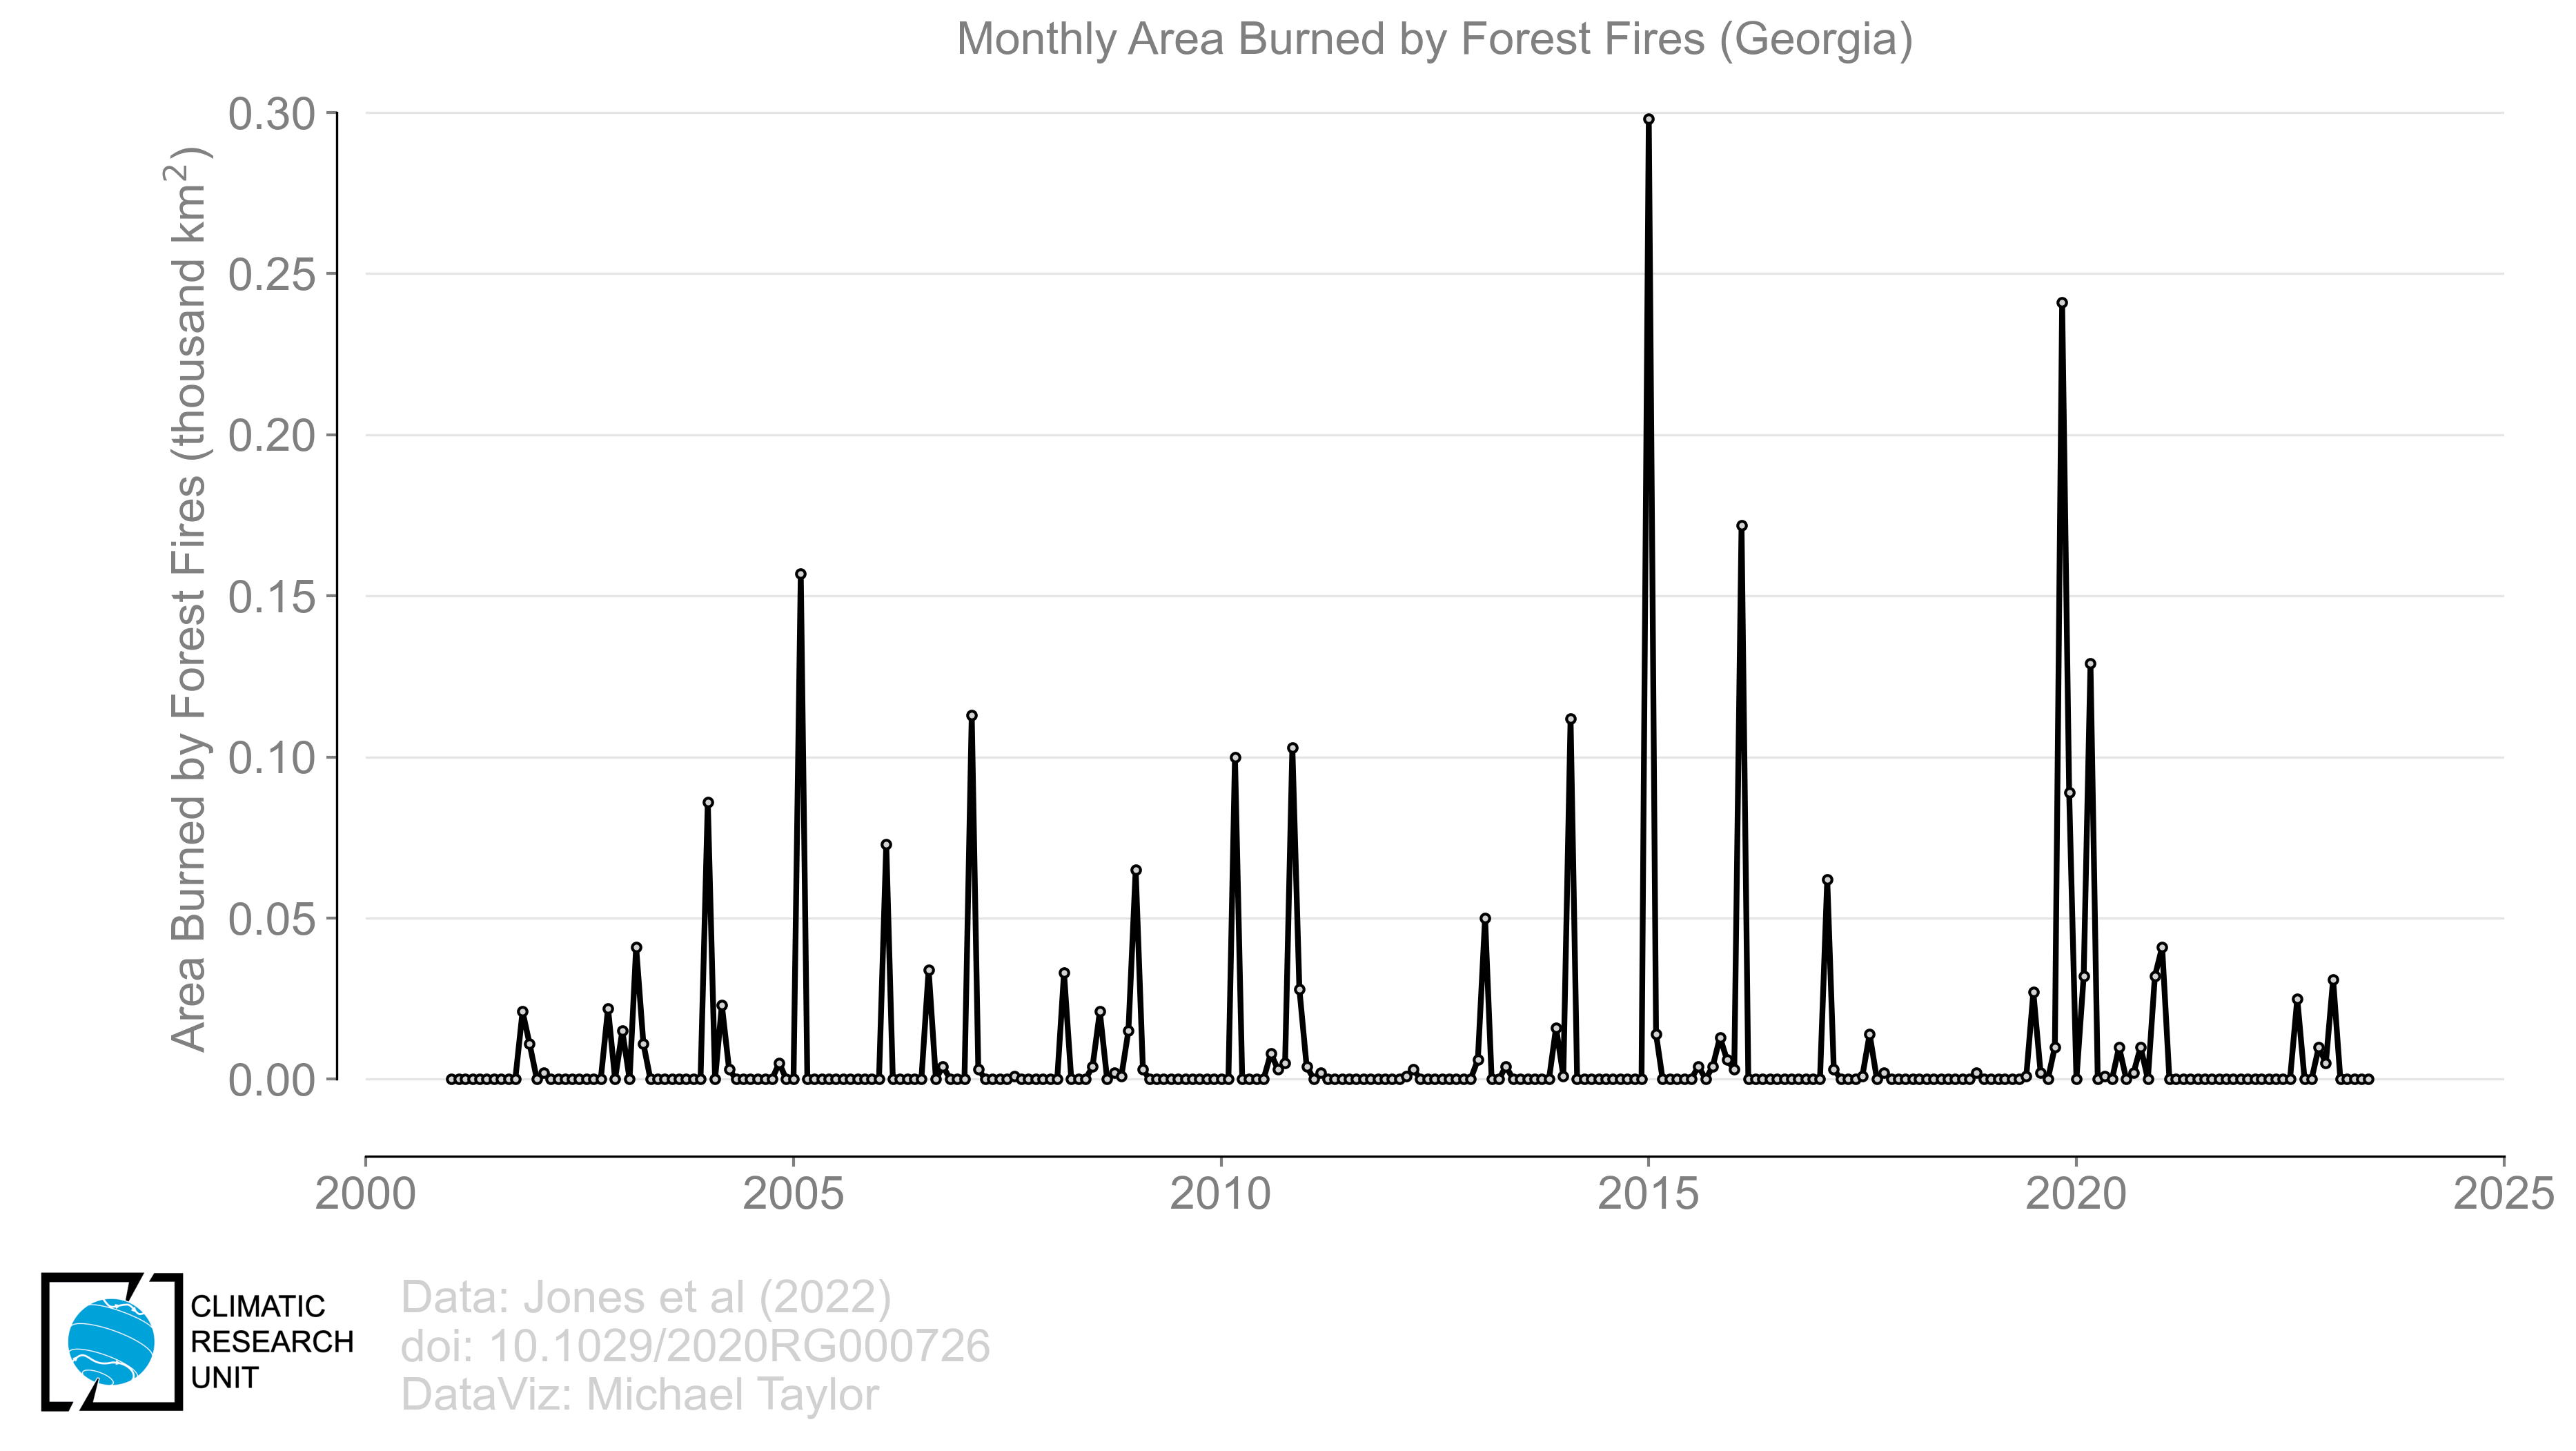 Monthly Area Burned by Forest Fires (Georgia)
Area Burned by Forest Fires (thousand km²)
0.30
0.25
0.20
0.15
0.10
0.05
0.00
2000 2005 2010 2015 2020 2025
CLIMATIC
RESEARCH
UNIT
Data: Jones et al (2022)
doi: 10.1029/2020RG000726
DataViz: Michael Taylor